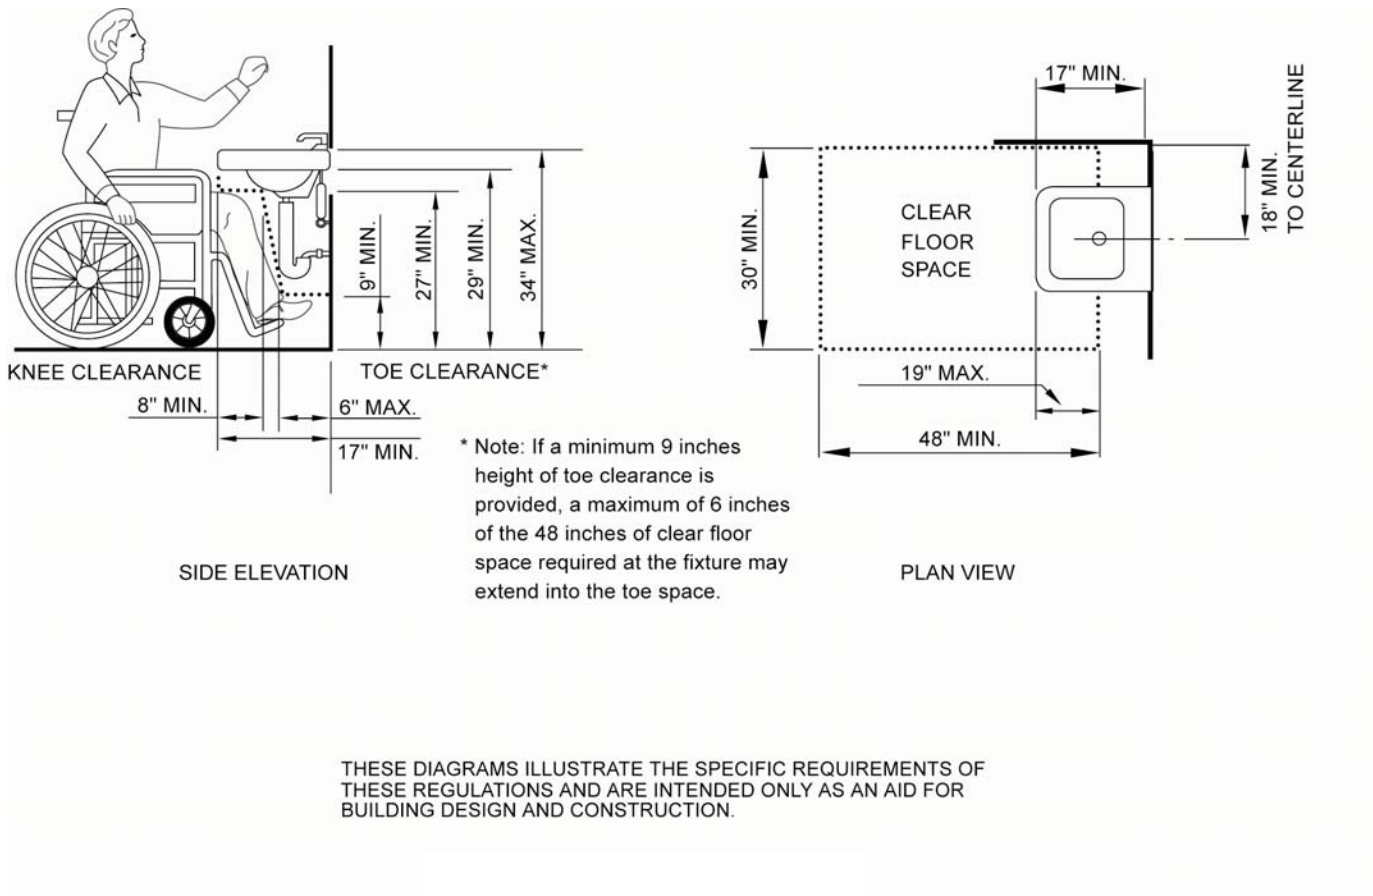 9" MIN.
27" MIN.
29" MIN.
34" MAX.
KNEE CLEARANCE
TOE CLEARANCE*
8" MIN.
6" MAX.
17" MIN.
* Note: If a minimum 9 inches
height of toe clearance is
provided, a maximum of 6 inches
of the 48 inches of clear floor
space required at the fixture may
extend into the toe space.
SIDE ELEVATION
17" MIN.
18" MIN.
TO CENTERLINE
30" MIN.
CLEAR
FLOOR
SPACE
19" MAX.
48" MIN.
PLAN VIEW
THESE DIAGRAMS ILLUSTRATE THE SPECIFIC REQUIREMENTS OF
THESE REGULATIONS AND ARE INTENDED ONLY AS AN AID FOR
BUILDING DESIGN AND CONSTRUCTION.